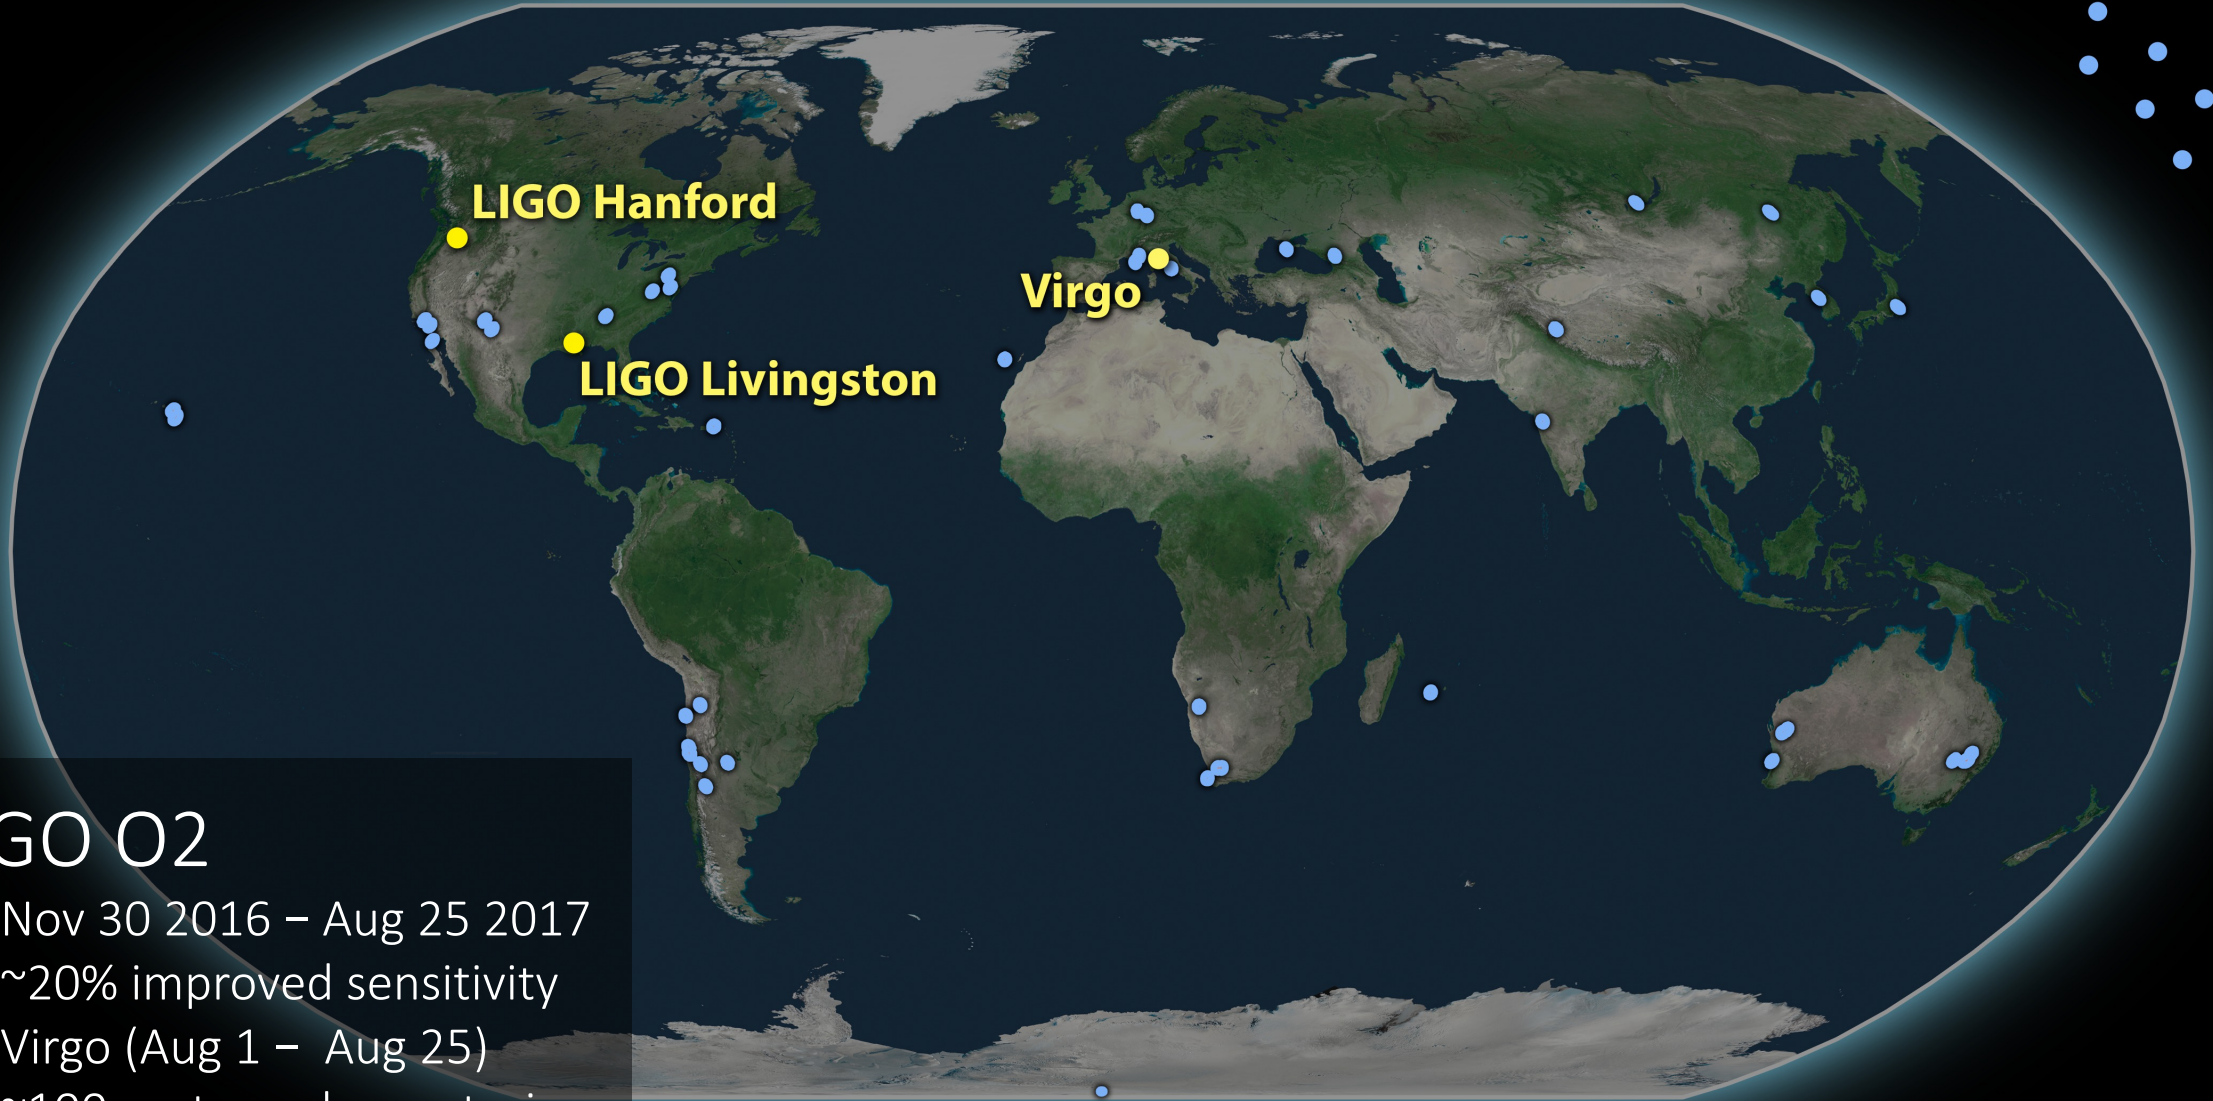 LIGO Hanford
Virgo
LIGO Livingston
GO O2
Nov 30 2016 – Aug 25 2017
~20% improved sensitivity
Virgo (Aug 1 – Aug 25)